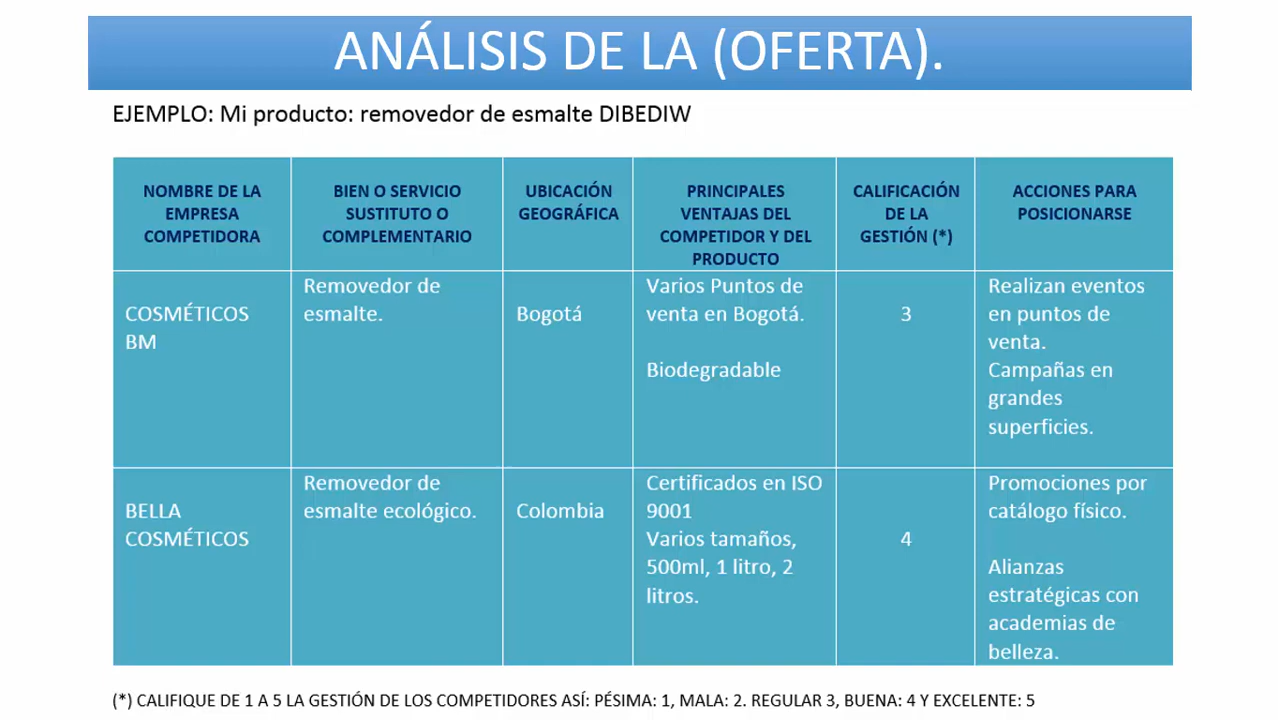 ANÁLISIS DE LA (OFERTA).
EJEMPLO: Mi producto: removedor de esmalte DIBEDIW
NOMBRE DE LA
EMPRESA
COMPETIDORA
BIEN O SERVICIO
SUSTITUTO O
COMPLEMENTARIO
UBICACIÓN
GEOGRÁFICA
PRINCIPALES
VENTAJAS DEL
COMPETIDOR Y DEL
PRODUCTO
CALIFICACIÓN
DE LA
GESTIÓN (*)
ACCIONES PARA
POSICIONARSE
COSMÉTICOS
BM
Removedor de
esmalte.
Bogotá
Varios Puntos de
venta en Bogotá.
Biodegradable
3
Realizan eventos
en puntos de
venta.
Campañas en
grandes
superficies.
BELLA
COSMÉTICOS
Removedor de
esmalte ecológico.
Colombia
Certificados en ISO
9001
Varios tamaños,
500ml, 1 litro, 2
litros.
4
Promociones por
catálogo físico.
Alianzas
estratégicas con
academias de
belleza.
(*) CALIFIQUE DE 1 A 5 LA GESTIÓN DE LOS COMPETIDORES ASÍ: PÉSIMA: 1, MALA: 2. REGULAR 3, BUENA: 4 Y EXCELENTE: 5